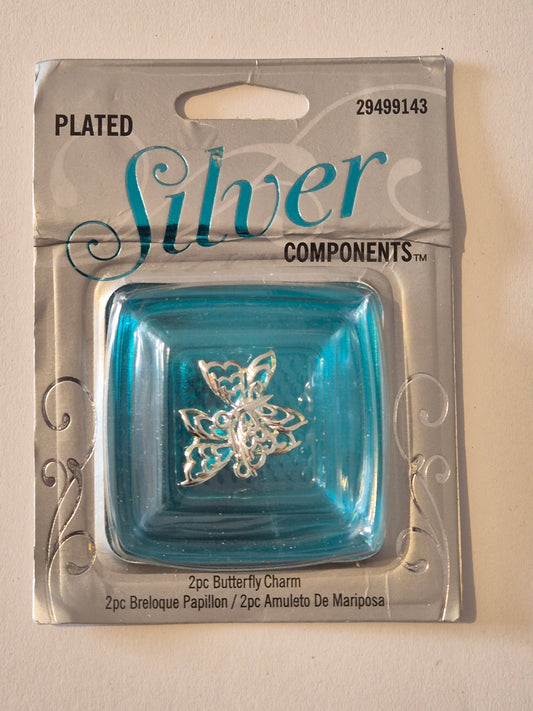 29499143
PLATED
Silver
COMPONENTS™
2pc Butterfly Charm
2pc Breloque Papillon / 2pc Amuleto De Mariposa